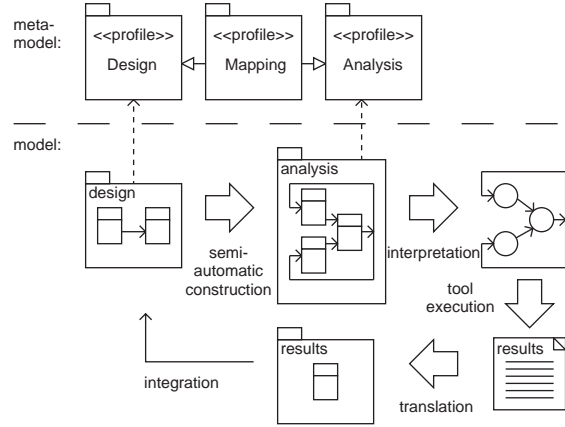 meta-
model:
<<profile>>
Design
<<profile>>
Mapping
<<profile>>
Analysis
model:
design
semi-
automatic
construction
analysis
interpretation
tool
execution
results
translation
results
integration